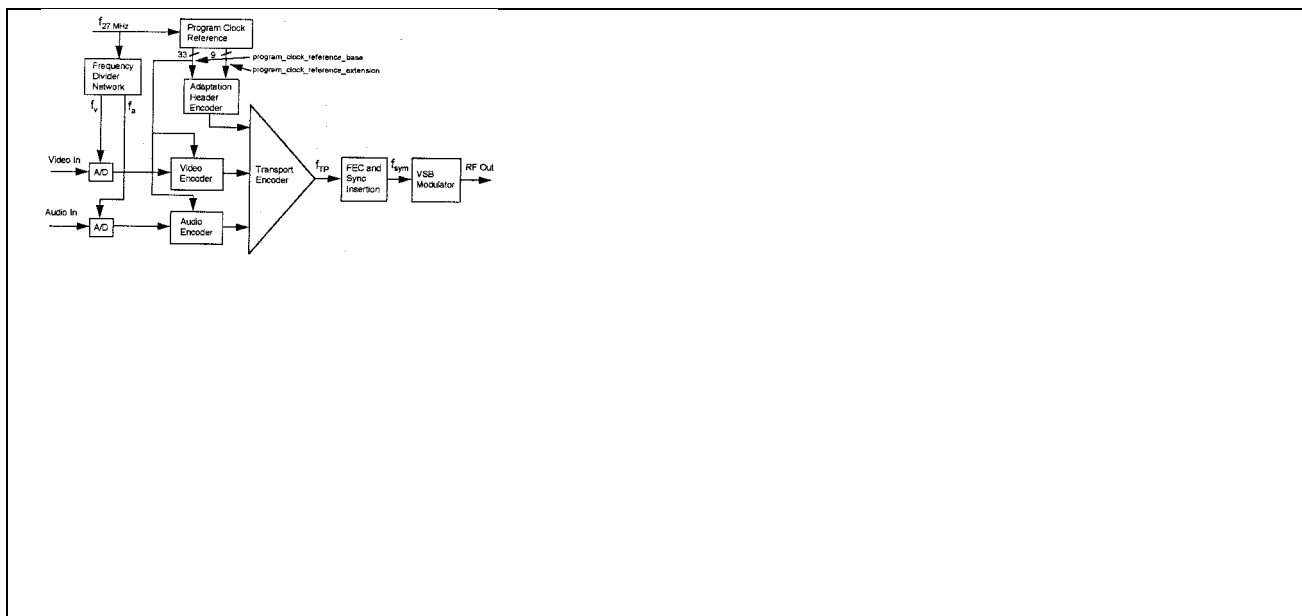 f27 MHz
Program Clock
Reference
33
9
program_clock_reference_base
program_clock_reference_extension
Frequency
Divider
Network
Adaptation
Header
Encoder
fv
fa
Video In
A/D
Video
Encoder
Transport
Encoder
fTP
FEC and
Sync
Insertion
fsym
VSB
Modulator
RF Out
Audio In
A/D
Audio
Encoder